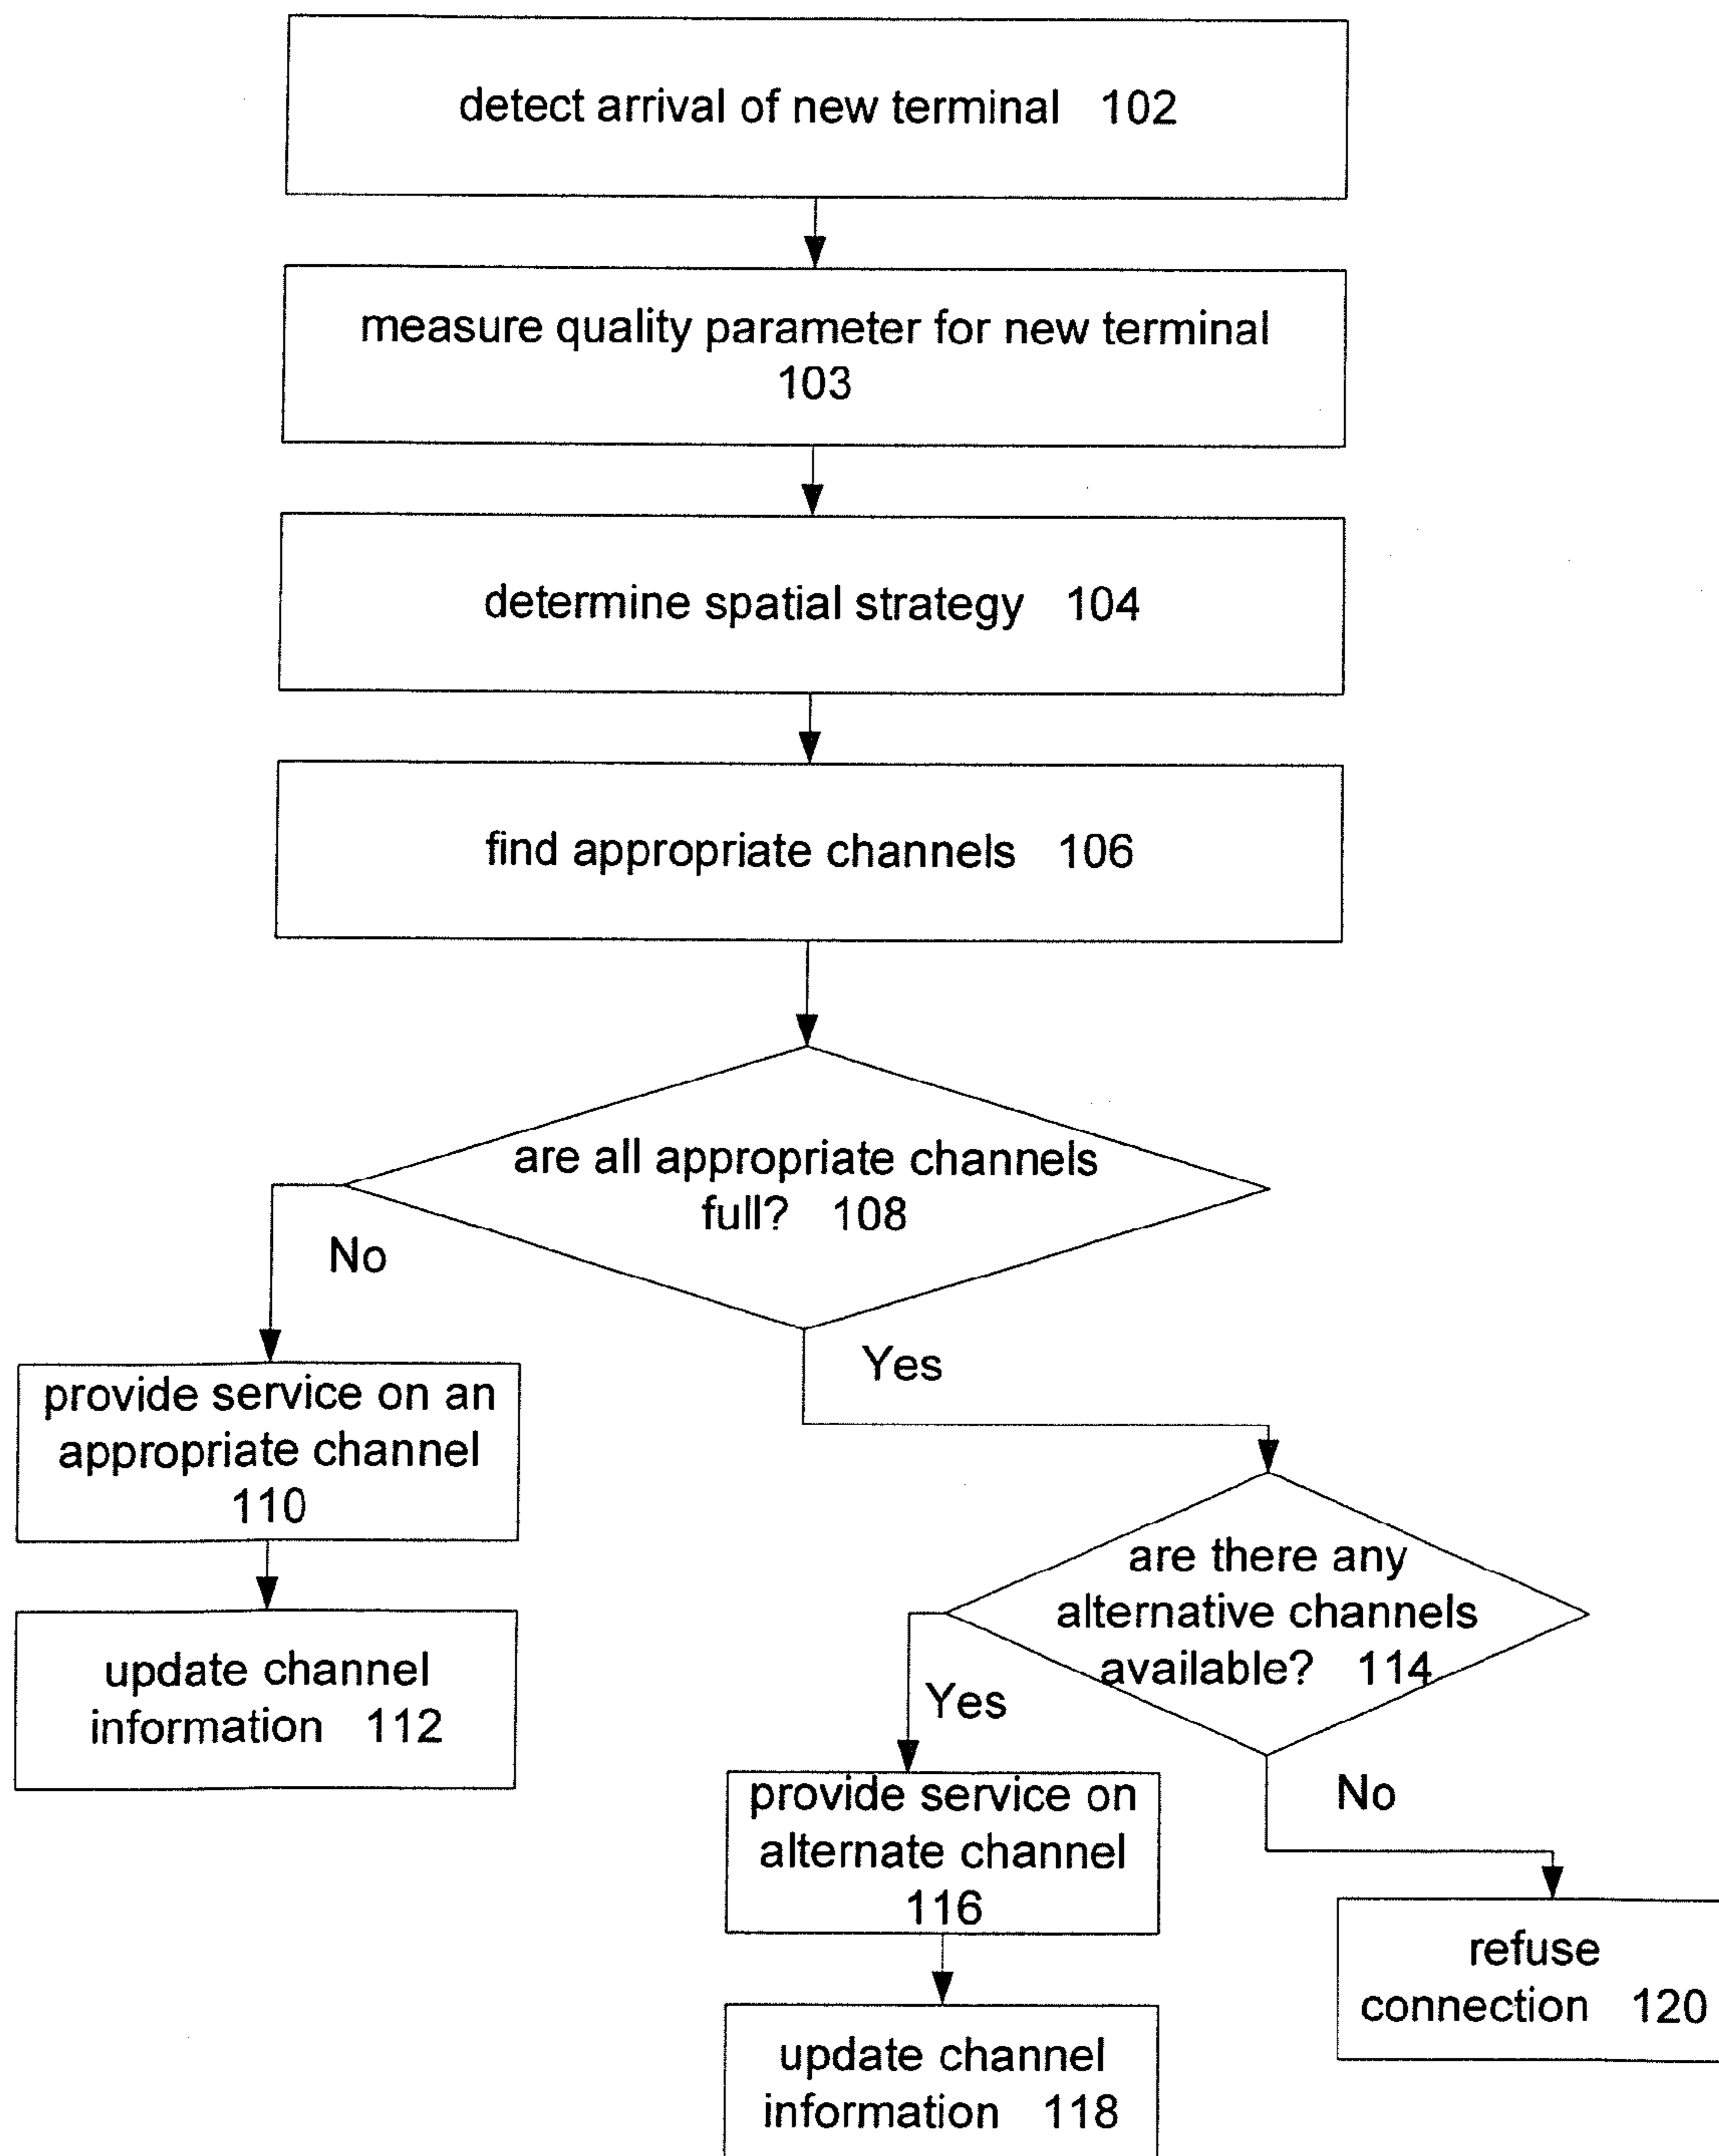 detect arrival of new terminal 102
measure quality parameter for new terminal
103
determine spatial strategy 104
find appropriate channels 106
are all appropriate channels
full? 108
No
Yes
provide service on an
appropriate channel
110
update channel
information 112
are there any
alternative channels
available? 114
Yes
No
provide service on
alternate channel
116
update channel
information 118
refuse
connection 120